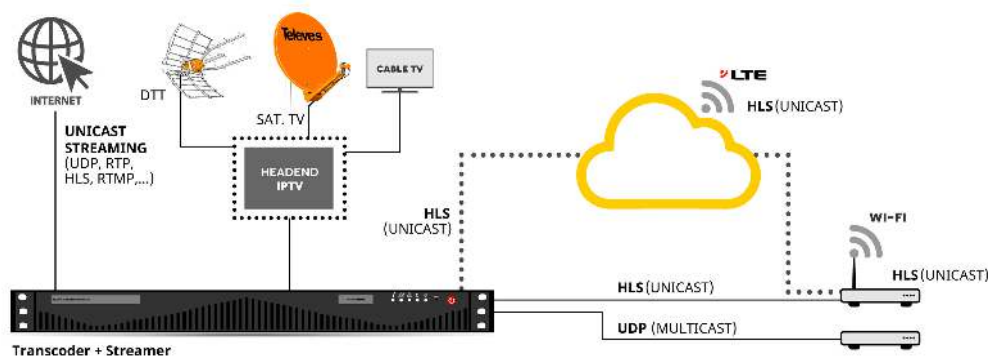 INTERNET
UNICAST
STREAMING
(UDP, RTP,
HLS, RTMP,...)
DTT
Televes
SAT. TV
CABLE TV
HEADEND
IPTV
HLS
(UNICAST)
LTE
HLS (UNICAST)
WI-FI
HLS (UNICAST)
HLS (UNICAST)
UDP (MULTICAST)
Transcoder + Streamer